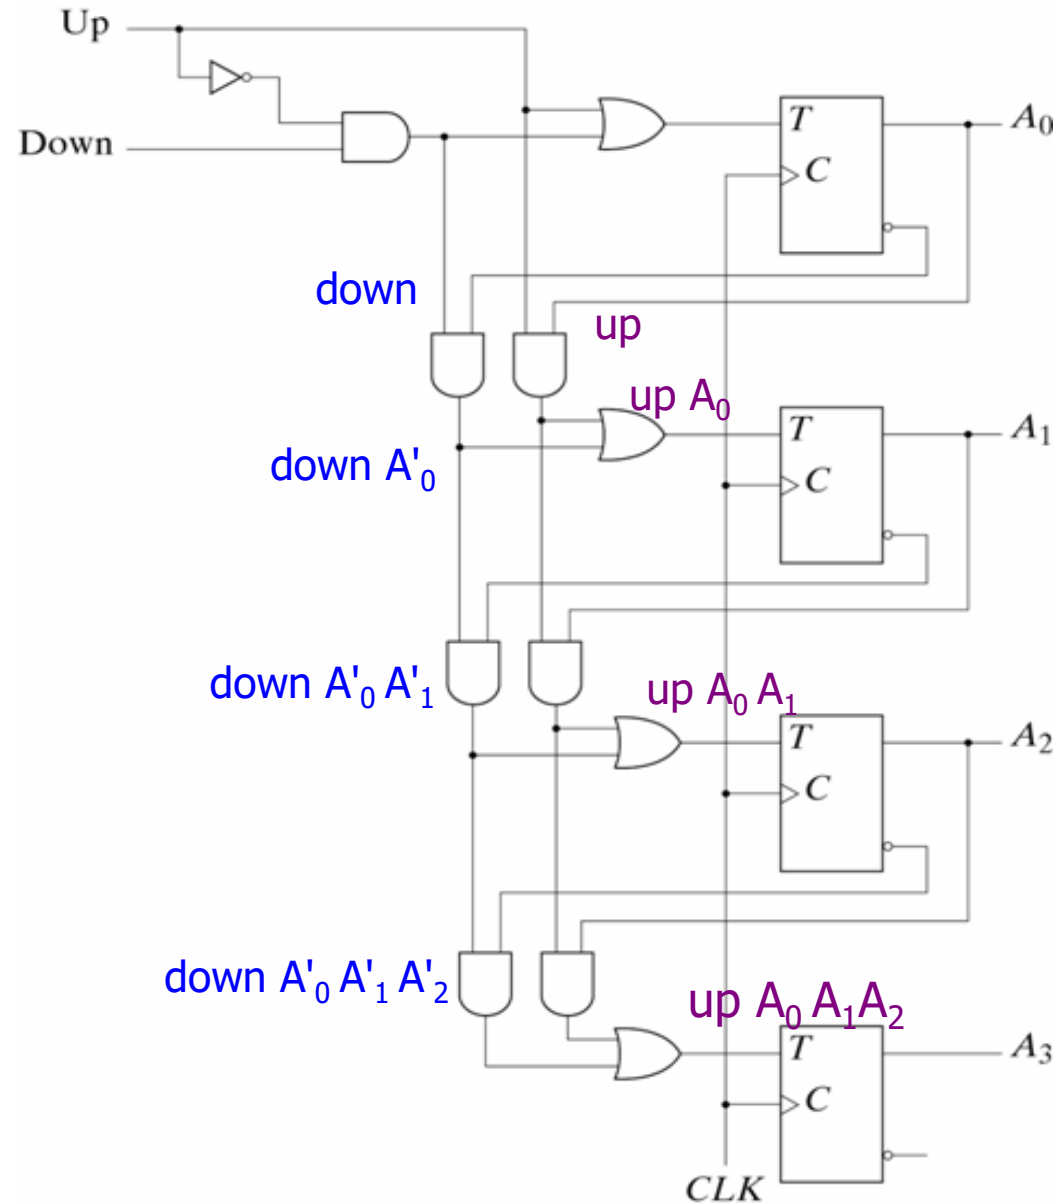 Up
Down
T
A₀
C
down
up
up A₀
T
A₁
down A'₀
C
down A'₀ A'₁
up A₀ A₁
T
A₂
C
down A'₀ A'₁ A'₂
up A₀ A₁A₂
T
A₃
C
CLK